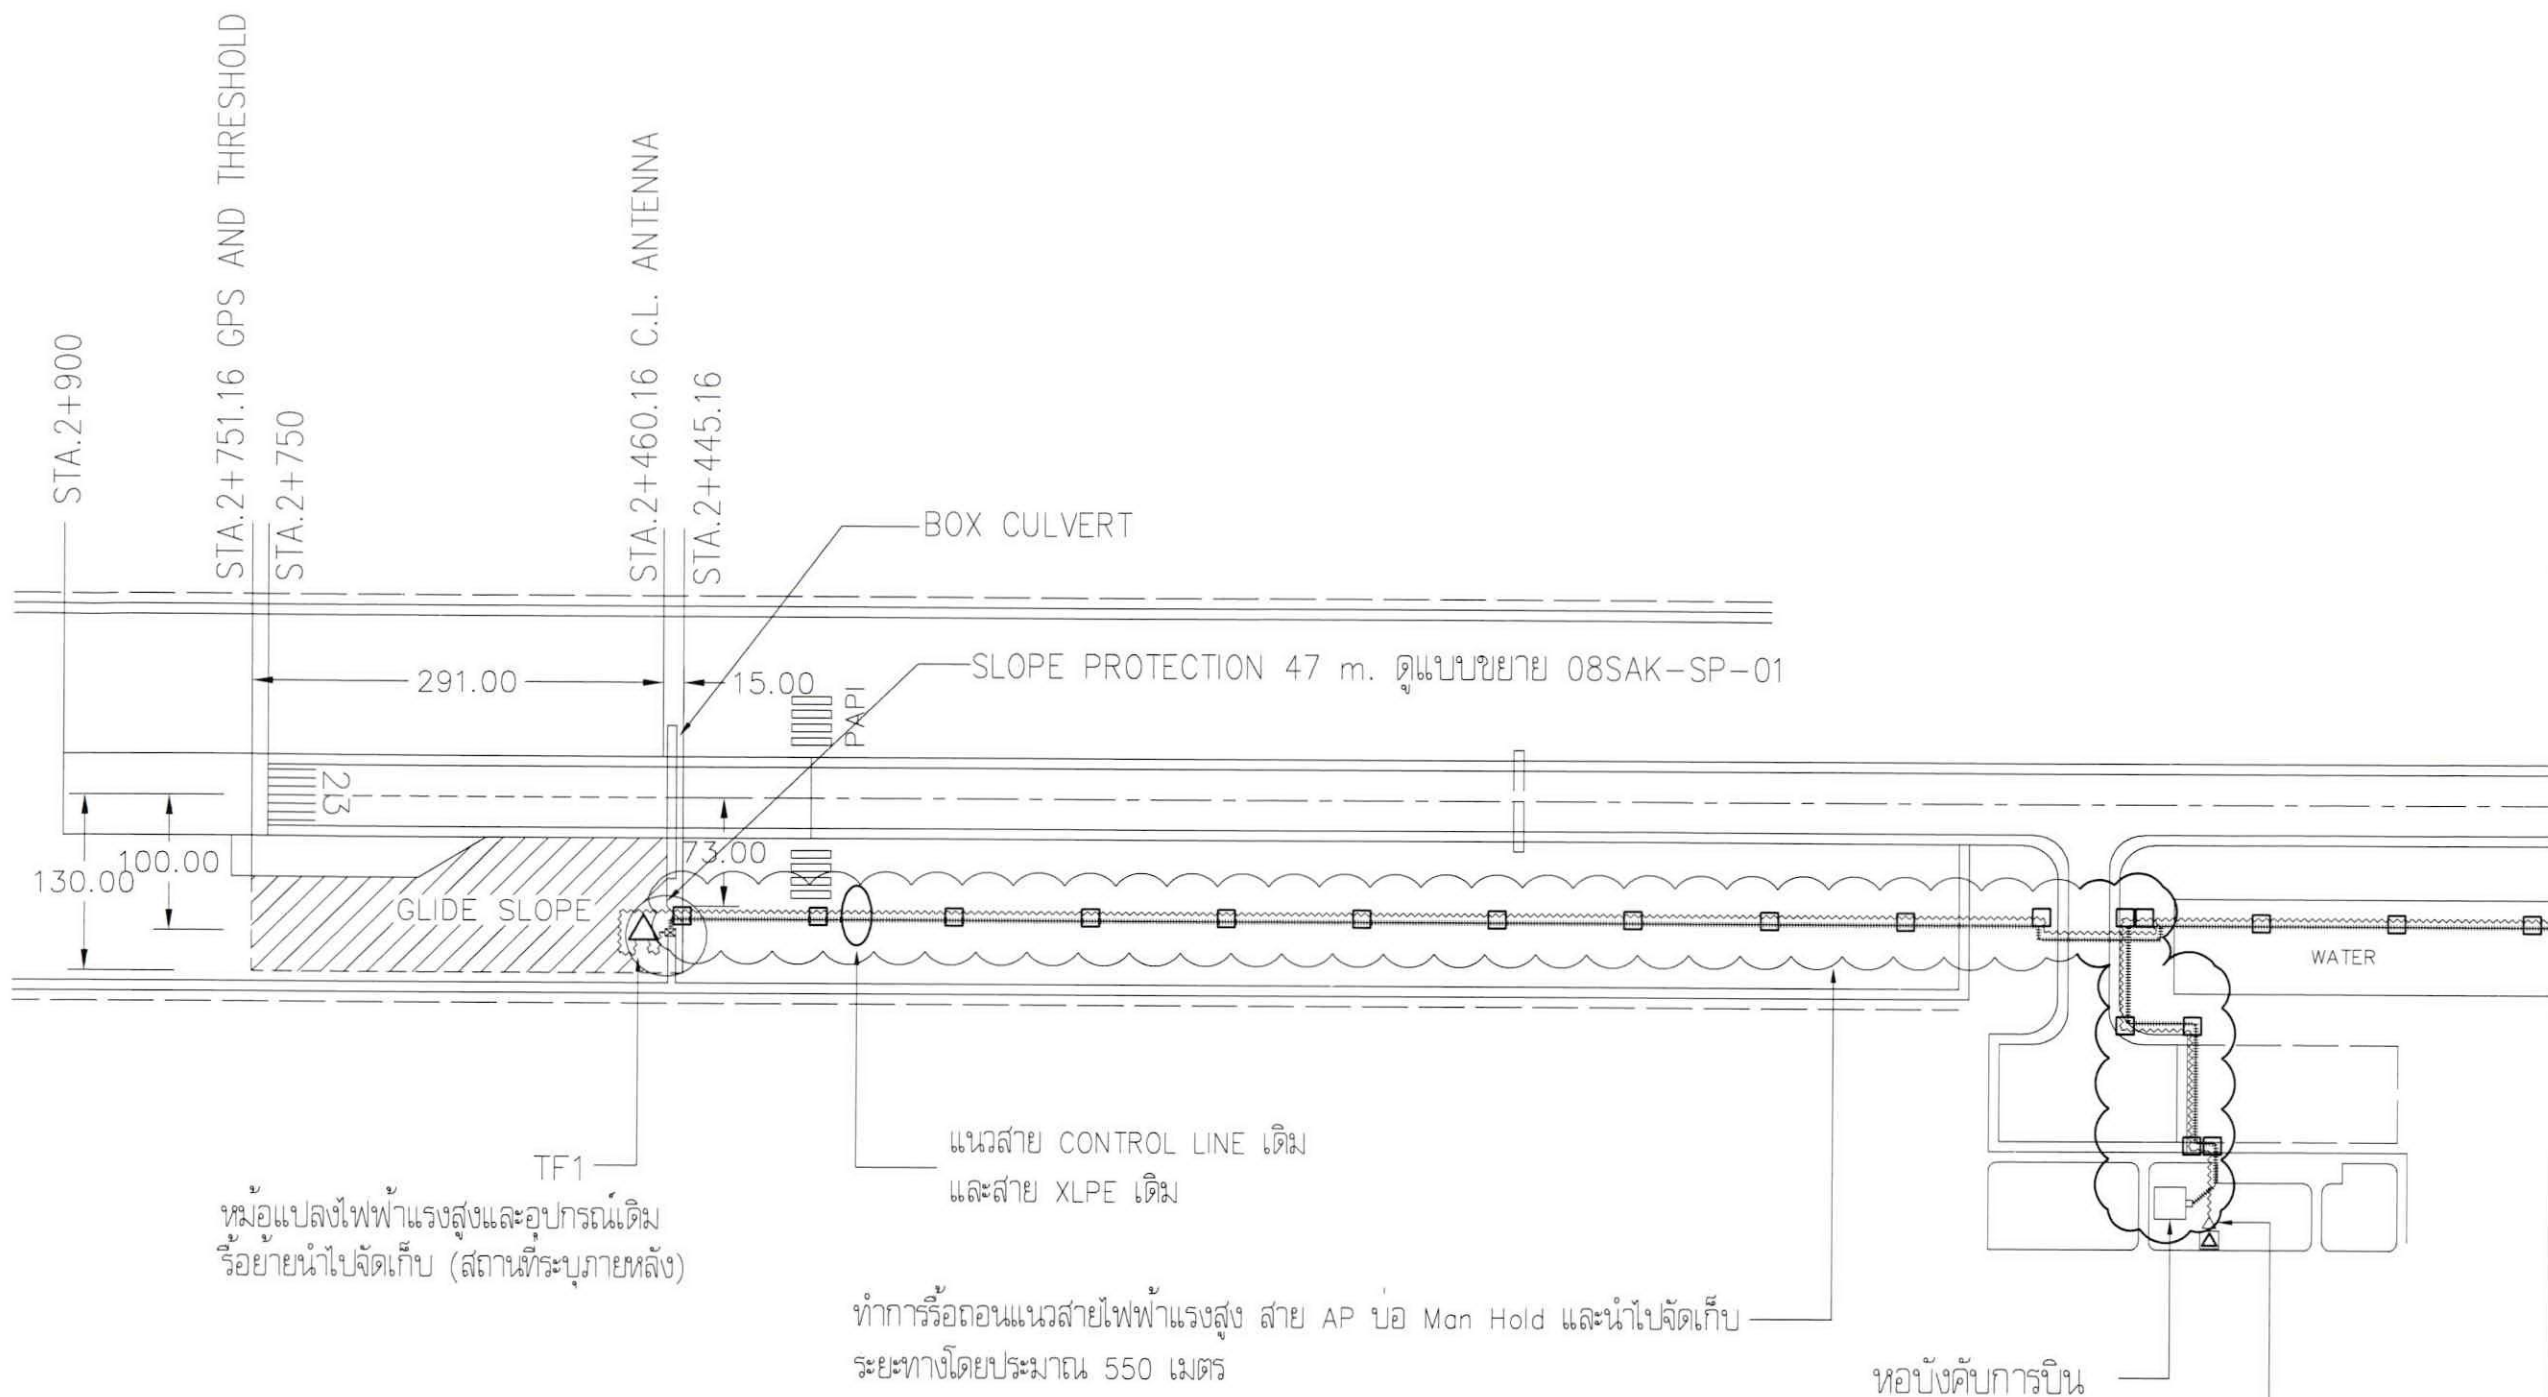 STA.2+900
STA.2+751.16 GPS AND THRESHOLD
STA.2+750
STA.2+460.16 C.L. ANTENNA
STA.2+445.16
BOX CULVERT
SLOPE PROTECTION 47 m. ดูแบบขยาย 08SAK-SP-01
291.00
15.00
PAPI
23
73.00
100.00
130.00
GLIDE SLOPE
WATER
TF1
หม้อแปลงไฟฟ้าแรงสูงและอุปกรณ์เดิม
รื้อย้ายนำไปจัดเก็บ (สถานที่ระบุภายหลัง)
แนวสาย CONTROL LINE เดิม
และสาย XLPE เดิม
ทำการรื้อถอนแนวสายไฟฟ้าแรงสูง สาย AP บ่อ Man Hold และนำไปจัดเก็บ
ระยะทางโดยประมาณ 550 เมตร
หอบังคับการบิน